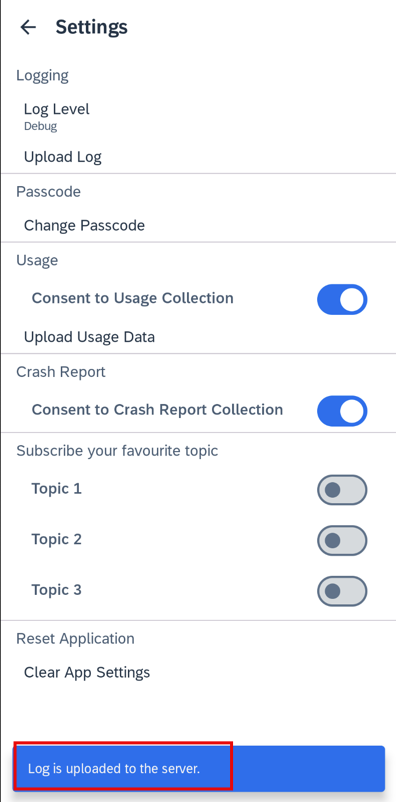 Settings
Logging
Log Level
Debug
Upload Log
Passcode
Change Passcode
Usage
Consent to Usage Collection
Upload Usage Data
Crash Report
Consent to Crash Report Collection
Subscribe your favourite topic
Topic 1
Topic 2
Topic 3
Reset Application
Clear App Settings
Log is uploaded to the server.